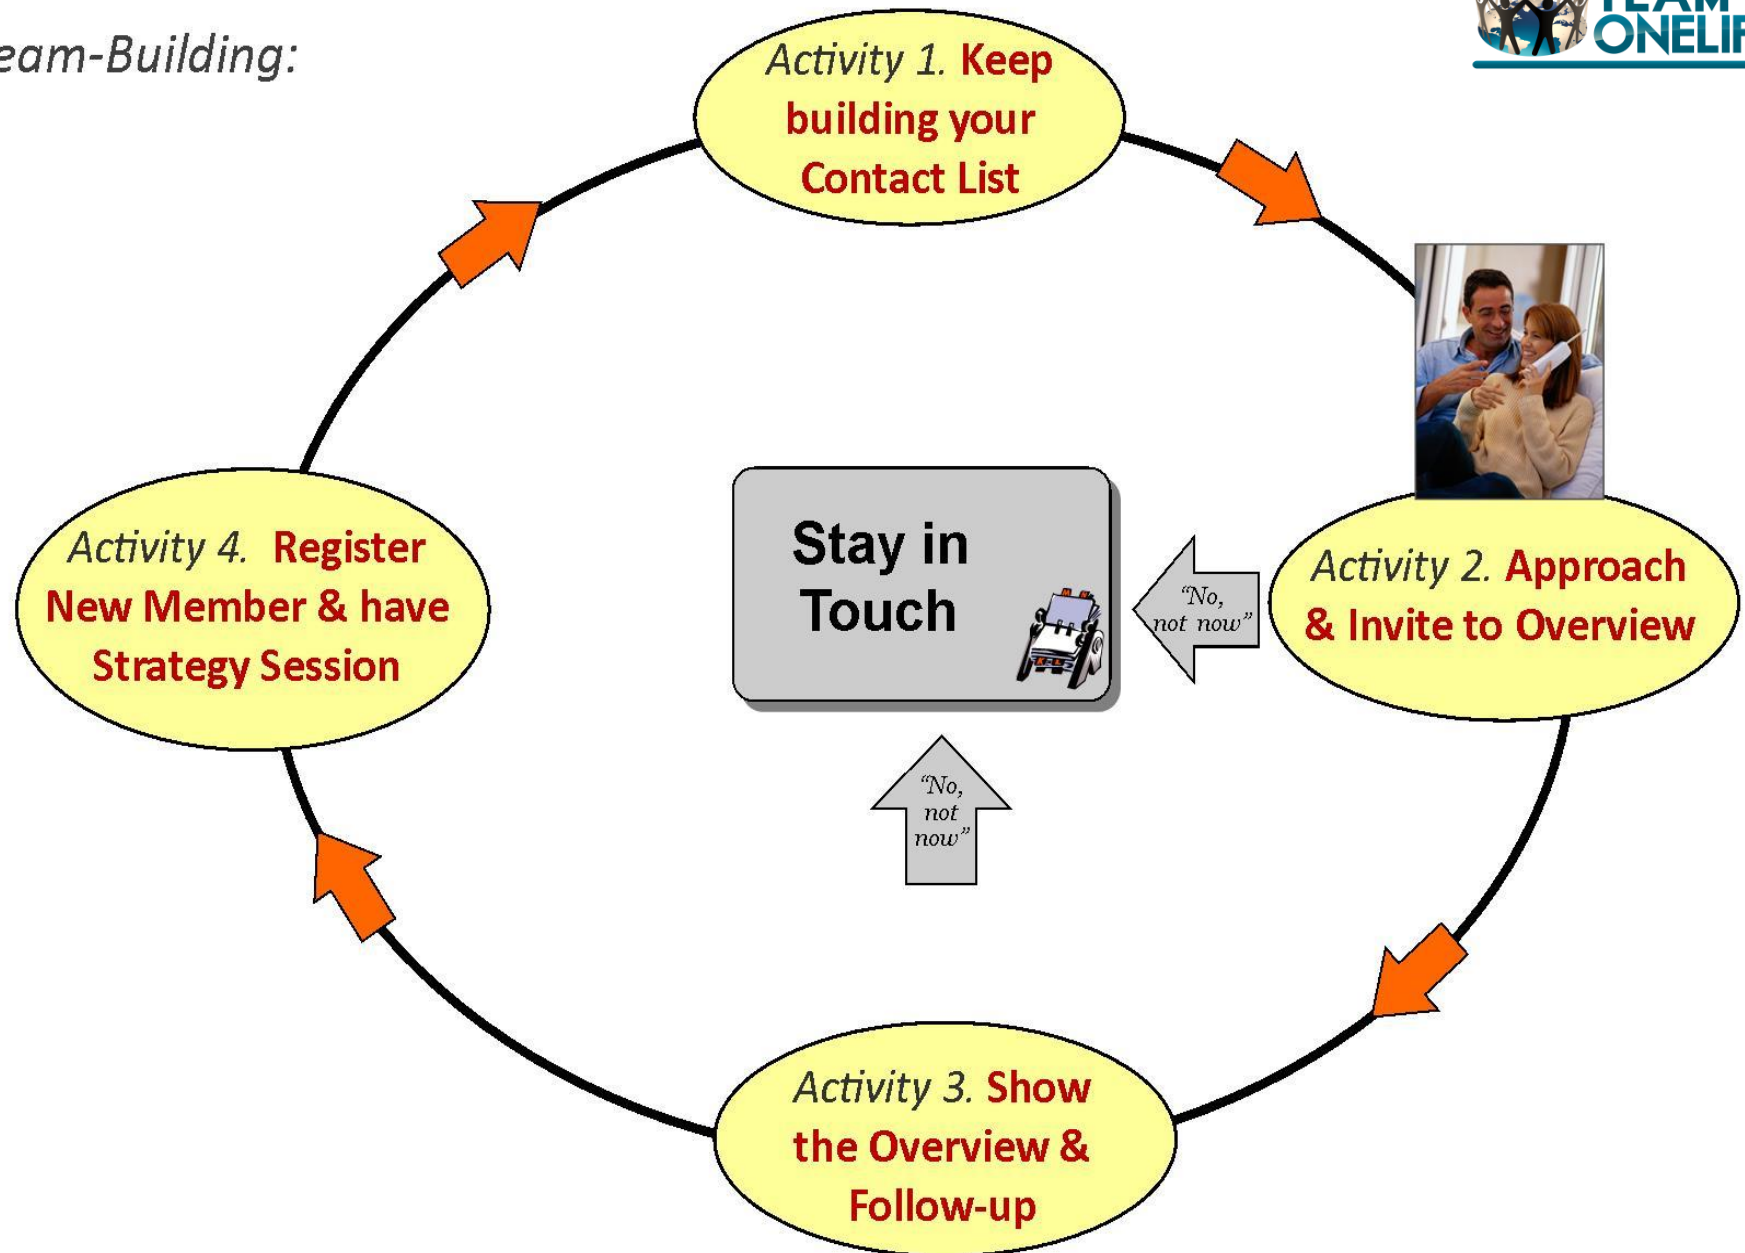 eam-Building:
TEAM
ONELIF
Activity 1. Keep
building your
Contact List
Activity 4. Register
New Member & have
Strategy Session
Stay in
Touch
“No,
not now”
Activity 2. Approach
& Invite to Overview
“No,
not
now”
Activity 3. Show
the Overview &
Follow-up